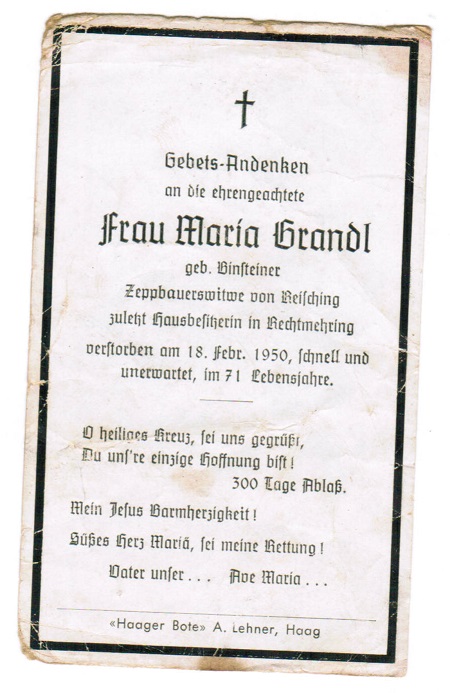 Gebets-Andenken
an die ehrengeachtete
Frau Maria Grandl
geb. Binsteiner
Zeppbauerswitwe von Reisching
zuletzt Hausbesitzerin in Rechtmehring
verstorben am 18. Febr. 1950, schnell und
unerwartet, im 71 Lebensjahre.
O heiliges Kreuz, sei uns gegrüßt,
Du uns're einzige Hoffnung bist!
300 Tage Ablaß.
Mein Jesus Barmherzigkeit!
Süßes Herz Mariä, sei meine Rettung!
Vater unser... Ave Maria...
«Haager Bote» A. Lehner, Haag